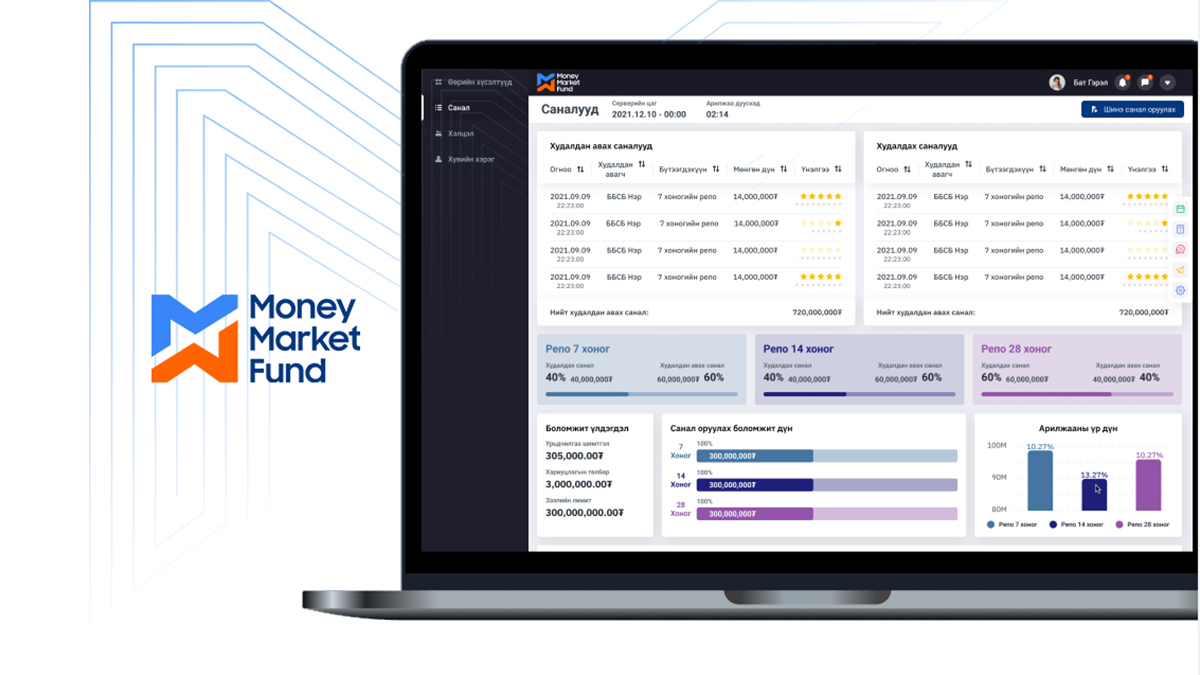 Money
Market
Fund
Өөрийн хүсэлтүүд
Санал
Хэлцэл
Хувийн хэрэг
Money
Market
Fund
Бат Гэрэл
Саналууд
Серверийн цаг
2021.12.10 - 00:00
Арилжаа дуусхад
02:14
Шинэ санал оруулах
Худалдан авах саналууд
Огноо
Худалдан авагч
Бүтээгдэхүүн
Мөнгөн дүн
Үнэлгээ
2021.09.09 ББСБ Нэр 7 хоногийн репо 14,000,000₮
22:23:00
2021.09.09 ББСБ Нэр 7 хоногийн репо 14,000,000₮
22:23:00
2021.09.09 ББСБ Нэр 7 хоногийн репо 14,000,000₮
22:23:00
2021.09.09 ББСБ Нэр 7 хоногийн репо 14,000,000₮
22:23:00
Нийт худалдан авах санал: 720,000,000₮
Худалдах саналууд
Огноо
Худалдан авагч
Бүтээгдэхүүн
Мөнгөн дүн
Үнэлгээ
2021.09.09 ББСБ Нэр 7 хоногийн репо 14,000,000₮
22:23:00
2021.09.09 ББСБ Нэр 7 хоногийн репо 14,000,000₮
22:23:00
2021.09.09 ББСБ Нэр 7 хоногийн репо 14,000,000₮
22:23:00
2021.09.09 ББСБ Нэр 7 хоногийн репо 14,000,000₮
22:23:00
Нийт худалдан авах санал: 720,000,000₮
Репо 7 хоног
Худалдах санал Худалдан авах санал
40% 40,000,000₮ 60,000,000₮ 60%
Репо 14 хоног
Худалдах санал Худалдан авах санал
40% 40,000,000₮ 60,000,000₮ 60%
Репо 28 хоног
Худалдах санал Худалдан авах санал
60% 60,000,000₮ 40,000,000₮ 40%
Боломжит үлдэгдэл
Урьдчилгаа шимтгэл
305,000.00₮
Хариуцлагын төлбөр
3,000,000.00₮
Зээлийн лимит
300,000,000.00₮
Санал оруулах боломжит дүн
7 Хоног
100%
300,000,000₮
14 Хоног
100%
300,000,000₮
28 Хоног
100%
300,000,000₮
Арилжааны үр дүн
100M
90M
80M
10.27%
13.27%
10.27%
Репо 7 хоног
Репо 14 хоног
Репо 28 хоног